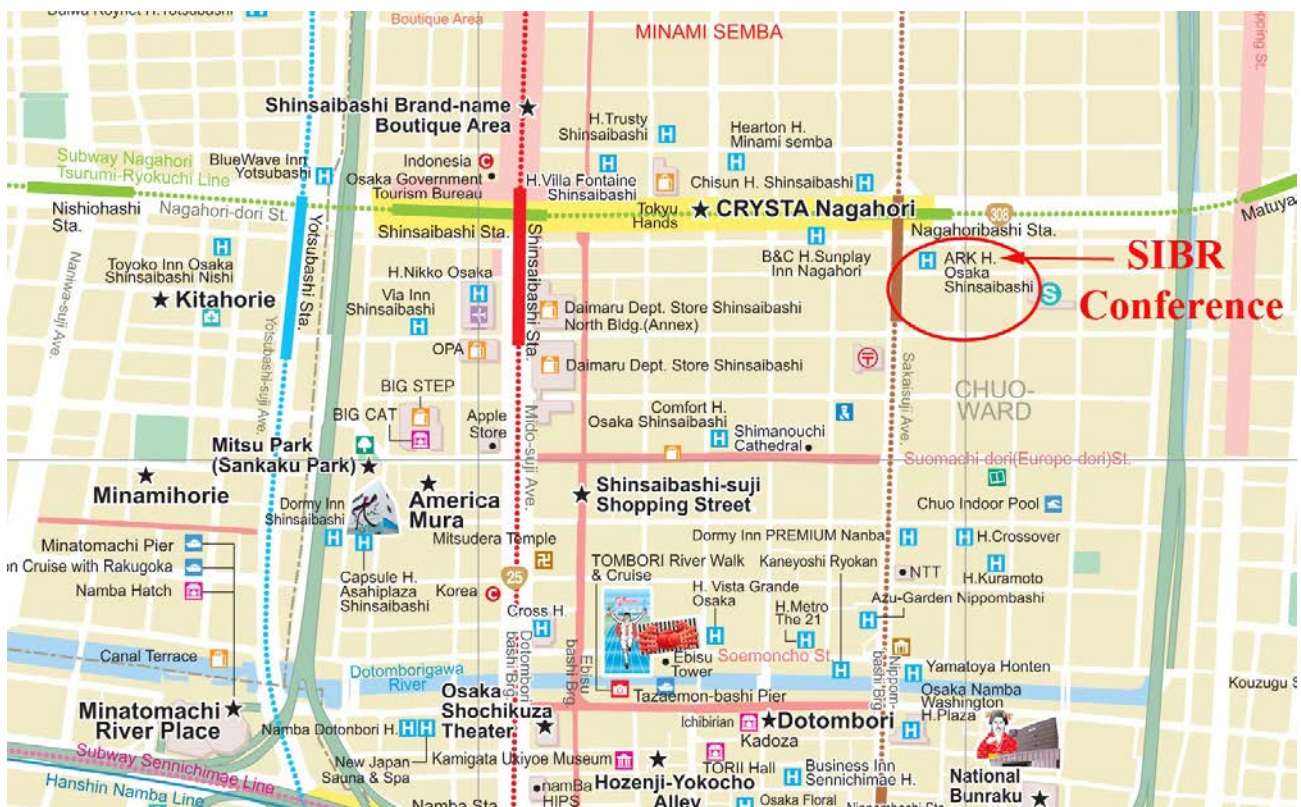 Boutique Area
MINAMI SEMBA
Shinsaibashi Brand-name
Boutique Area
H.Trusty
Shinsaibashi
Hearton H.
Minami semba
Subway Nagahori
Tsurumi-Ryokuchi Line
BlueWave Inn
Yotsubashi
Indonesia
Osaka Government
Tourism Bureau
H.Villa Fontaine
Shinsaibashi
Chisun H. Shinsaibashi
Nishiohashi
Sta.
Nagahori-dori St.
Shinsaibashi Sta.
Tokyu
Hands
CRYSTA Nagahori
308
Nagahoribashi Sta.
Toyoko Inn Osaka
Shinsaibashi Nishi
Kitahorie
Yotsubashi Sta.
Naniwa-suji Ave.
Yotsubashi-suji Ave.
H.Nikko Osaka
Via Inn
Shinsaibashi
OPA
Shinsaibashi Sta.
B&C H.Sunplay
Inn Nagahori
ARK H.
Osaka
Shinsaibashi
SIBR
Conference
Daimaru Dept. Store Shinsaibashi
North Bldg.(Annex)
Daimaru Dept. Store Shinsaibashi
BIG STEP
BIG CAT
Apple
Store
Mido-suji Ave.
Comfort H.
Osaka Shinsaibashi
Shimanouchi
Cathedral
Sakaisuji Ave.
CHUO-
WARD
Mitsu Park
(Sankaku Park)
Minamihorie
America
Mura
Shinsaibashi-suji
Shopping Street
Suomachi-dori(Europe-dori)St.
Chuo Indoor Pool
Dormy Inn
Shinsaibashi
Mitsudera Temple
Dormy Inn PREMIUM Nanba
H.Crossover
Minatomachi Pier
on Cruise with Rakugoka
Namba Hatch
Capsule H.
Asahiplaza
Shinsaibashi
Korea
25
TOMBORI River Walk
& Cruise
Kaneyoshi Ryokan
NTT
H.Kuramoto
H. Vista Grande
Osaka
H.Metro
The 21
Azu-Garden Nippombashi
Cross H.
Canal Terrace
Dotombori
bashi Brg.
Ebisu
bashi Brg.
Ebisu
Tower
Soemoncho St.
Nippom-
bashi Brg.
Yamatoya Honten
Dotomborigawa
River
Tazaemon-bashi Pier
Osaka Namba
Washington
H.Plaza
Kouzugu S
Minatomachi
River Place
Osaka
Shochikuza
Theater
Ichibirian
Dotombori
Kadoza
Namba Dotonbori H.
New Japan
Sauna & Spa
Kamigata Ukiyoe Museum
TORII Hall
Subway Sennichimae Line
Hanshin Namba Line
namBa
HIPS
Hozenji-Yokocho
Alley
Business Inn
Sennichimae H.
National
Bunraku
Namba Sta.
Osaka Floral
Matuya